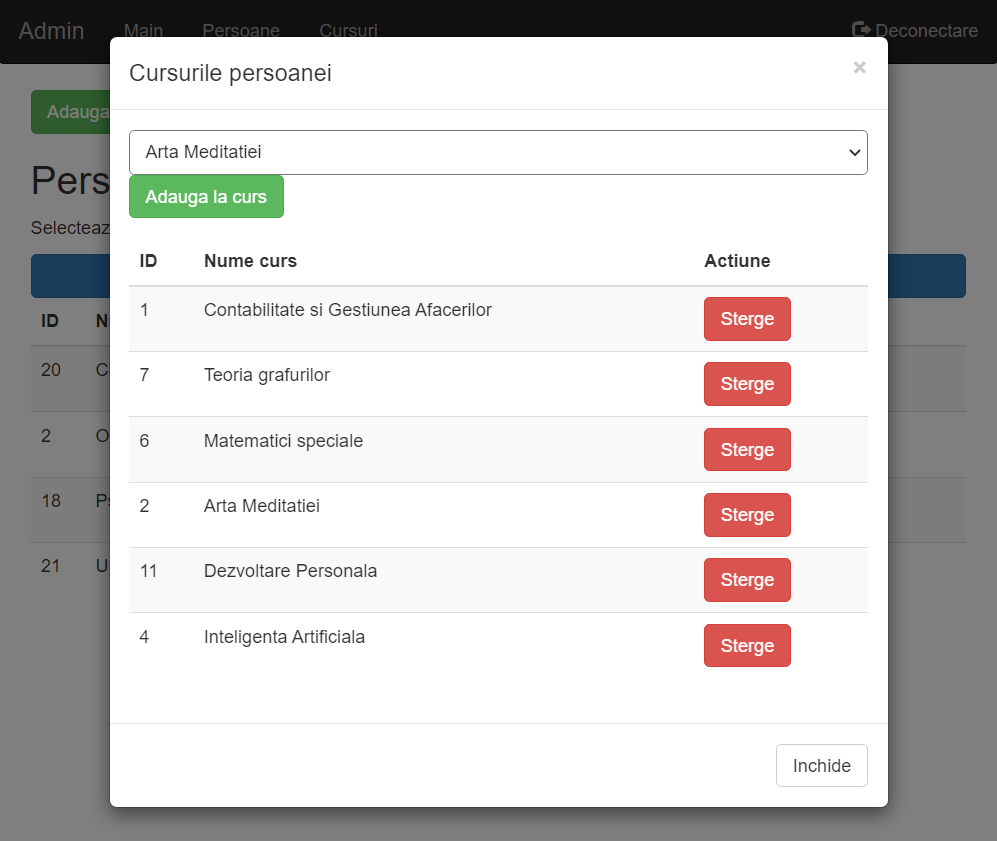 Admin Main Persoane Cursuri Deconectare
Cursurile persoanei ×
Arta Meditatiei
Adauga
Adauga la curs
Pers
Selecteaz
ID Nume curs Actiune
1 Contabilitate si Gestiunea Afacerilor Sterge
7 Teoria grafurilor Sterge
6 Matematici speciale Sterge
2 Arta Meditatiei Sterge
11 Dezvoltare Personala Sterge
4 Inteligenta Artificiala Sterge
Inchide
ID N
20 C
2 O
18 Ps
21 U